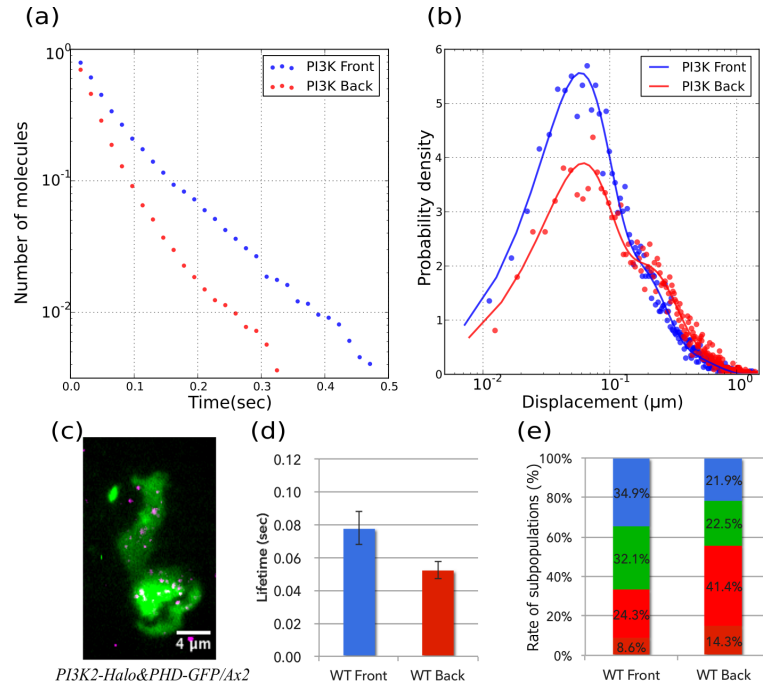 (a)
10⁰
10⁻¹
10⁻²
0.0 0.1 0.2 0.3 0.4 0.5
Number of molecules
Time(sec)
PI3K Front
PI3K Back
(b)
6
5
4
3
2
1
0
10⁻² 10⁻¹ 10⁰
Probability density
Displacement (μm)
PI3K Front
PI3K Back
(c)
4 μm
PI3K2-Halo&PHD-GFP/Ax2
(d)
0.12
0.10
0.08
0.06
0.04
0.02
0.00
Lifetime (sec)
WT Front WT Back
(e)
100%
80%
60%
40%
20%
0%
Rate of subpopulations (%)
34.9% 21.9%
32.1% 22.5%
24.3% 41.4%
8.6% 14.3%
WT Front WT Back